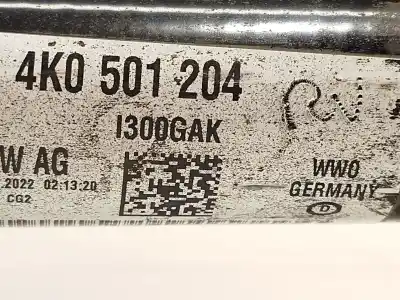 4K0 501 204
I300GAK
W AG
.2022 02:13:20
CG2
WWO
GERMANY
D